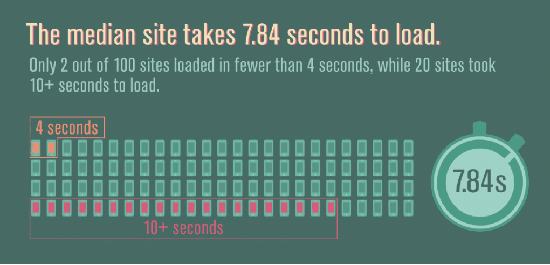 The median site takes 7.84 seconds to load.
Only 2 out of 100 sites loaded in fewer than 4 seconds, while 20 sites took
10+ seconds to load.
4 seconds
7.84s
10+ seconds